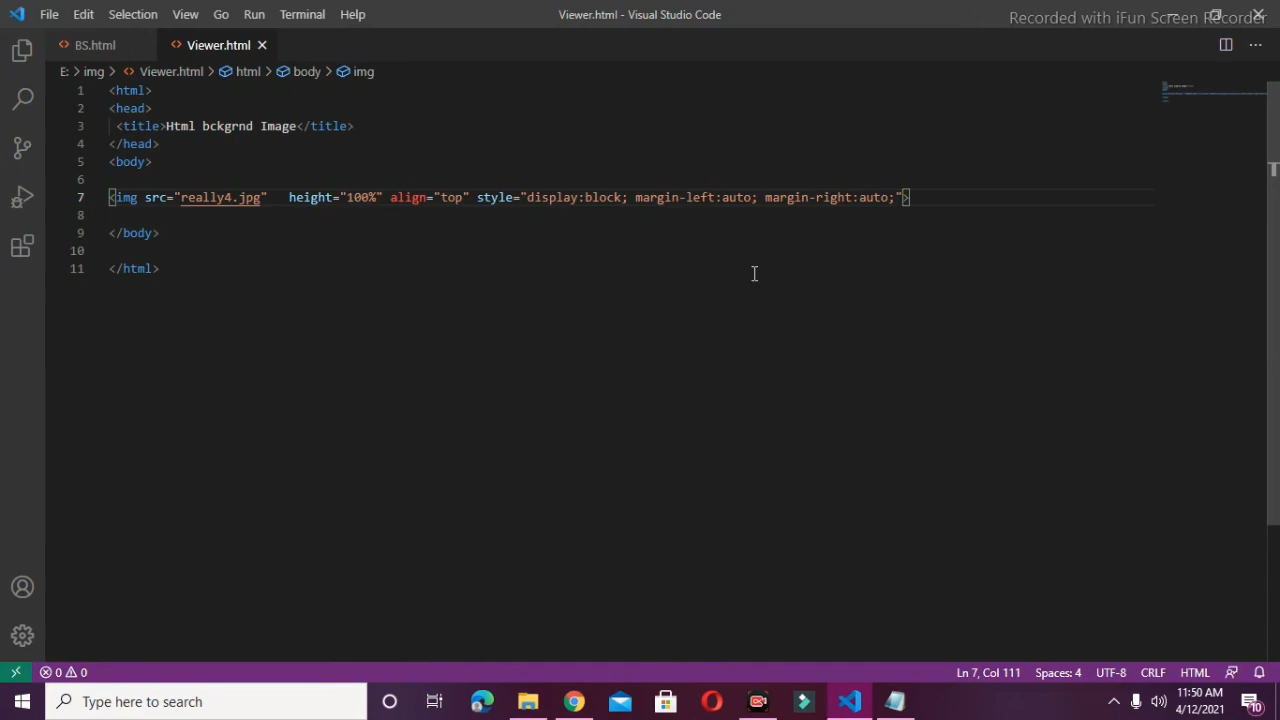 File Edit Selection View Go Run Terminal Help Viewer.html - Visual Studio Code
Recorded with iFun Screen Recorder
BS.html Viewer.html
E: > img > Viewer.html > html > body > img
1 <html>
2 <head>
3 <title>Html bckgrnd Image</title>
4 </head>
5 <body>
6
7 <img src="really4.jpg" height="100%" align="top" style="display:block; margin-left:auto; margin-right:auto;">
8
9 </body>
10
11 </html>
0 0 Ln 7, Col 111 Spaces: 4 UTF-8 CRLF HTML
Type here to search
11:50 AM
4/12/2021
10